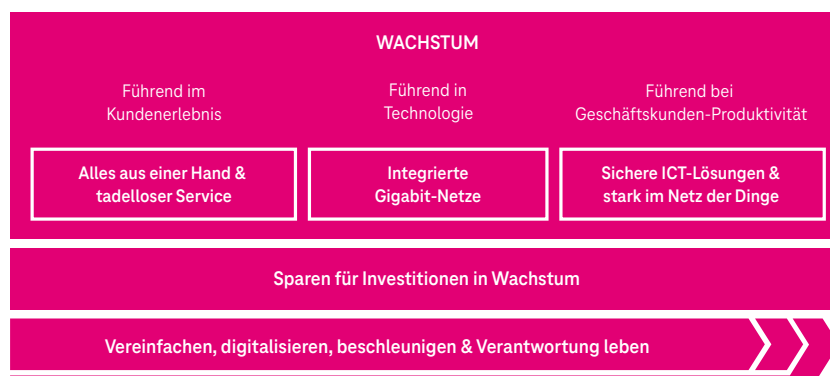 WACHSTUM
Führend im
Kundenerlebnis
Führend in
Technologie
Führend bei
Geschäftskunden-Produktivität
Alles aus einer Hand &
tadelloser Service
Integrierte
Gigabit-Netze
Sichere ICT-Lösungen &
stark im Netz der Dinge
Sparen für Investitionen in Wachstum
Vereinfachen, digitalisieren, beschleunigen & Verantwortung leben